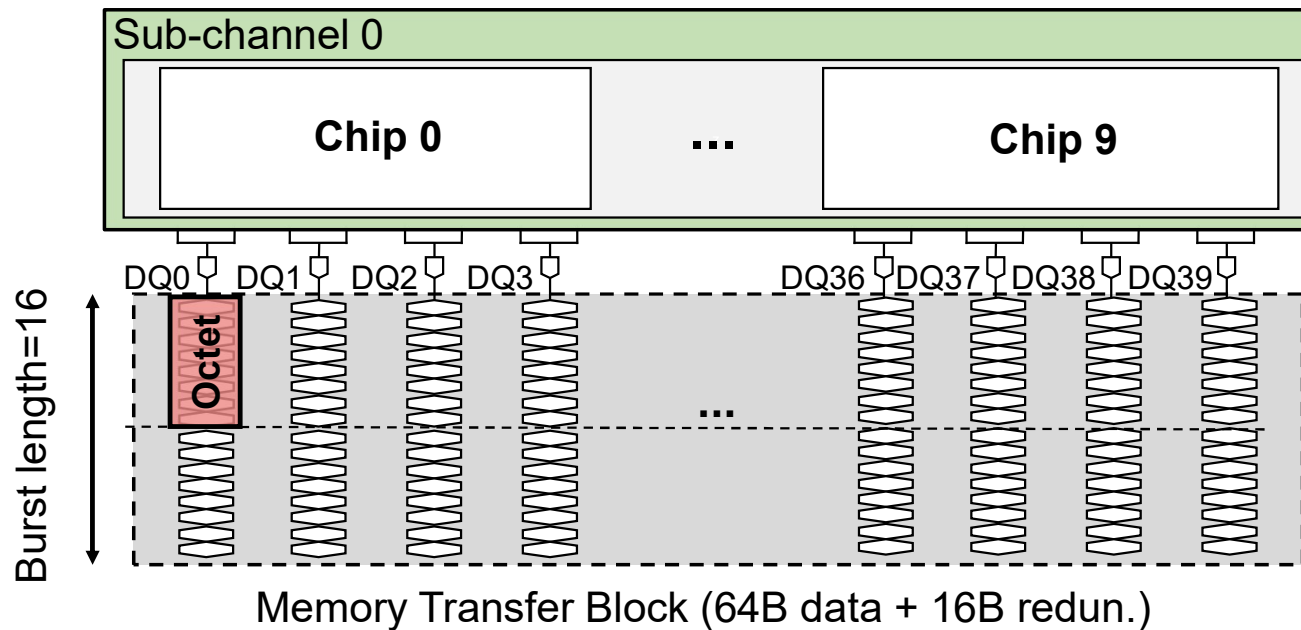 Sub-channel 0
Chip 0 ... Chip 9
DQ0 DQ1 DQ2 DQ3 DQ36 DQ37 DQ38 DQ39
Octet
...
Burst length=16
Memory Transfer Block (64B data + 16B redun.)